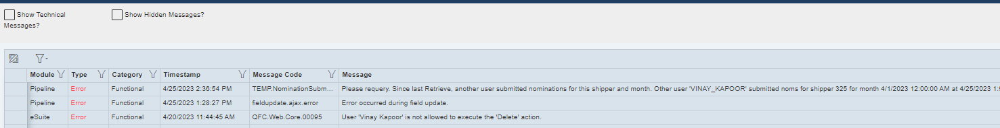 Show Technical Messages?
Show Hidden Messages?
Module Type Category Timestamp Message Code Message
Pipeline Error Functional 4/25/2023 2:36:54 PM TEMP.NominationSubm... Please requery. Since last Retrieve, another user submitted nominations for this shipper and month. Other user 'VINAY_KAPOOR' submitted noms for shipper 325 for month 4/1/2023 12:00:00 AM at 4/25/2023
Pipeline Error Functional 4/25/2023 1:28:27 PM fieldupdate.ajax.error Error occurred during field update.
eSuite Error Functional 4/20/2023 11:44:45 AM QFC.Web.Core.00095 User 'Vinay Kapoor' is not allowed to execute the 'Delete' action.